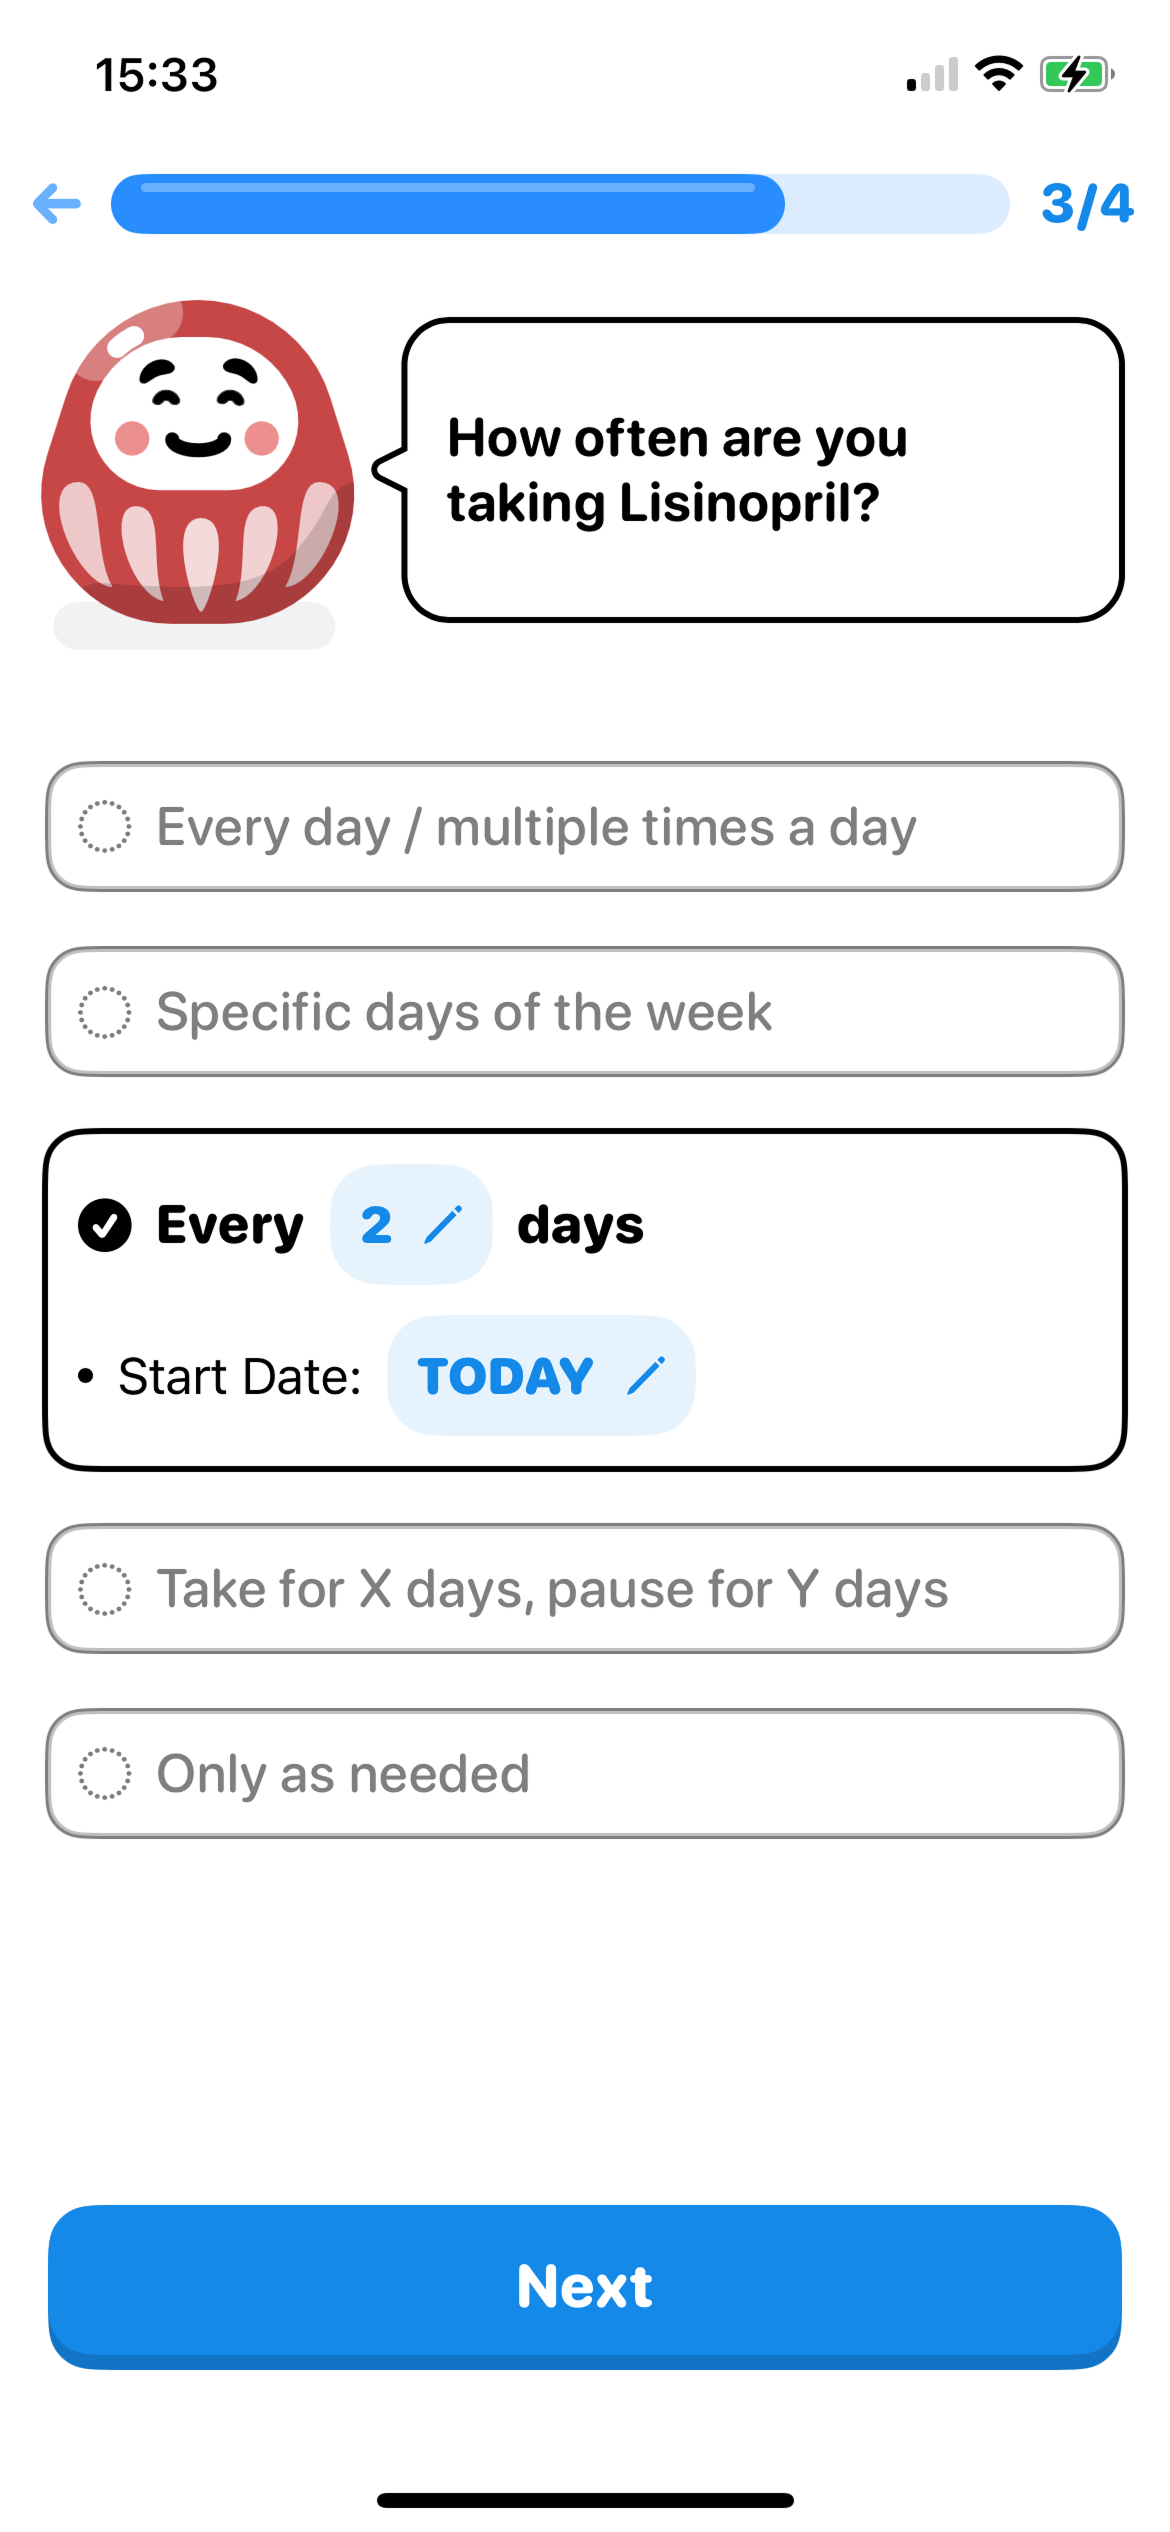 15:33
3/4
How often are you
taking Lisinopril?
Every day / multiple times a day
Specific days of the week
Every 2 days
• Start Date: TODAY
Take for X days, pause for Y days
Only as needed
Next